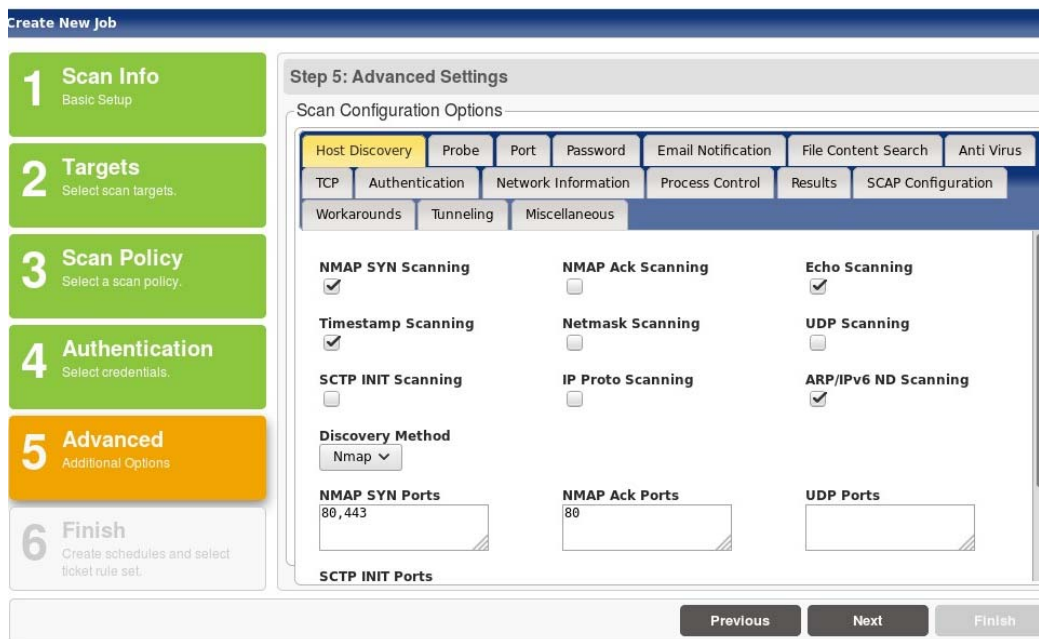 Create New Job
1 Scan Info
Basic Setup
2 Targets
Select scan targets.
3 Scan Policy
Select a scan policy.
4 Authentication
Select credentials.
5 Advanced
Additional Options
6 Finish
Create schedules and select
ticket rule set.
Step 5: Advanced Settings
Scan Configuration Options
Host Discovery Probe Port Password Email Notification File Content Search Anti Virus
TCP Authentication Network Information Process Control Results SCAP Configuration
Workarounds Tunneling Miscellaneous
NMAP SYN Scanning NMAP Ack Scanning Echo Scanning
Timestamp Scanning Netmask Scanning UDP Scanning
SCTP INIT Scanning IP Proto Scanning ARP/IPv6 ND Scanning
Discovery Method
Nmap
NMAP SYN Ports NMAP Ack Ports UDP Ports
80,443 80
SCTP INIT Ports
Previous Next Finish